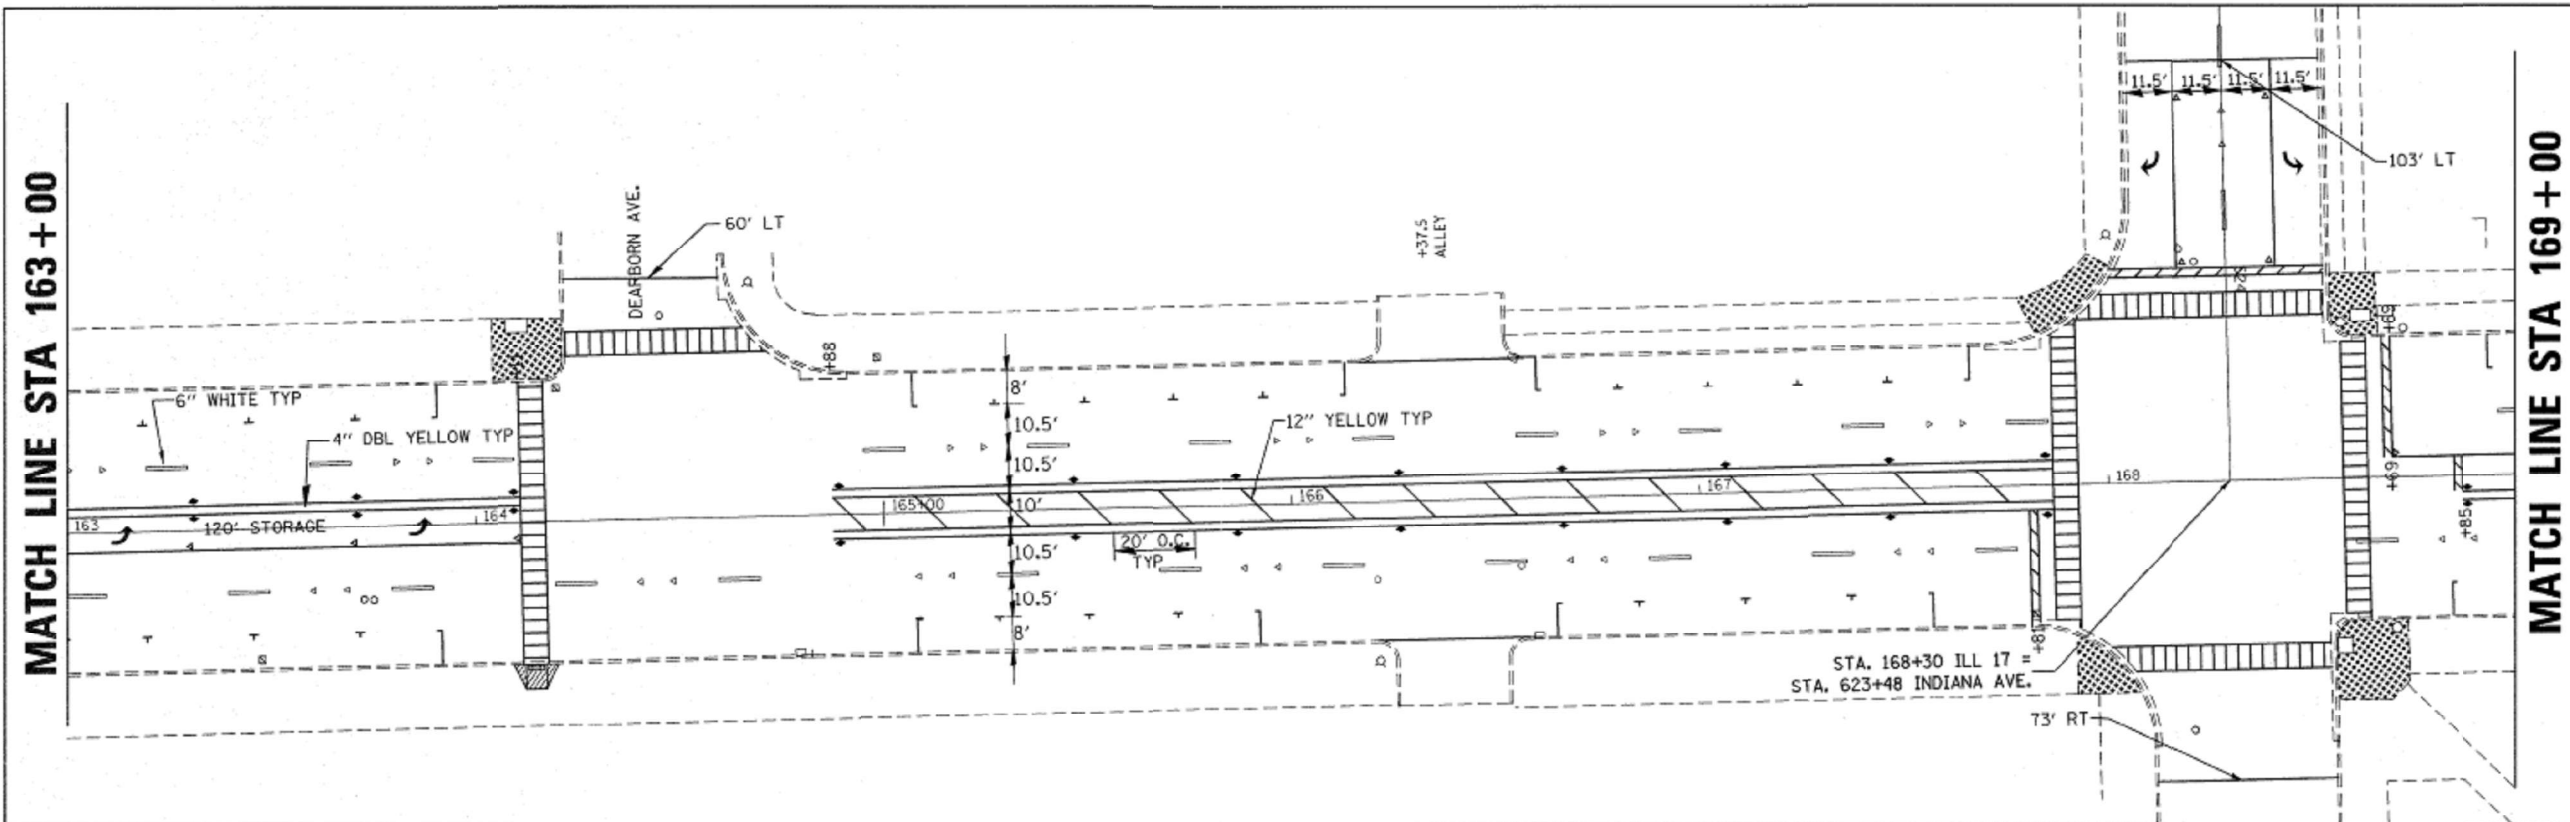 MATCH LINE STA 163+00
11.5' 11.5' 11.5' 11.5'
103' LT
DEARBORN AVE.
60' LT
+37.5
ALLEY
+88
+89
6" WHITE TYP
4" DBL YELLOW TYP
8'
10.5'
10.5'
10'
10.5'
10.5'
8'
12" YELLOW TYP
163
120' STORAGE
164
165+00
166
167
168
20' O.C.
TYP
+69
+85
+81
STA. 168+30 ILL 17 =
STA. 623+48 INDIANA AVE.
73' RT
MATCH LINE STA 169+00